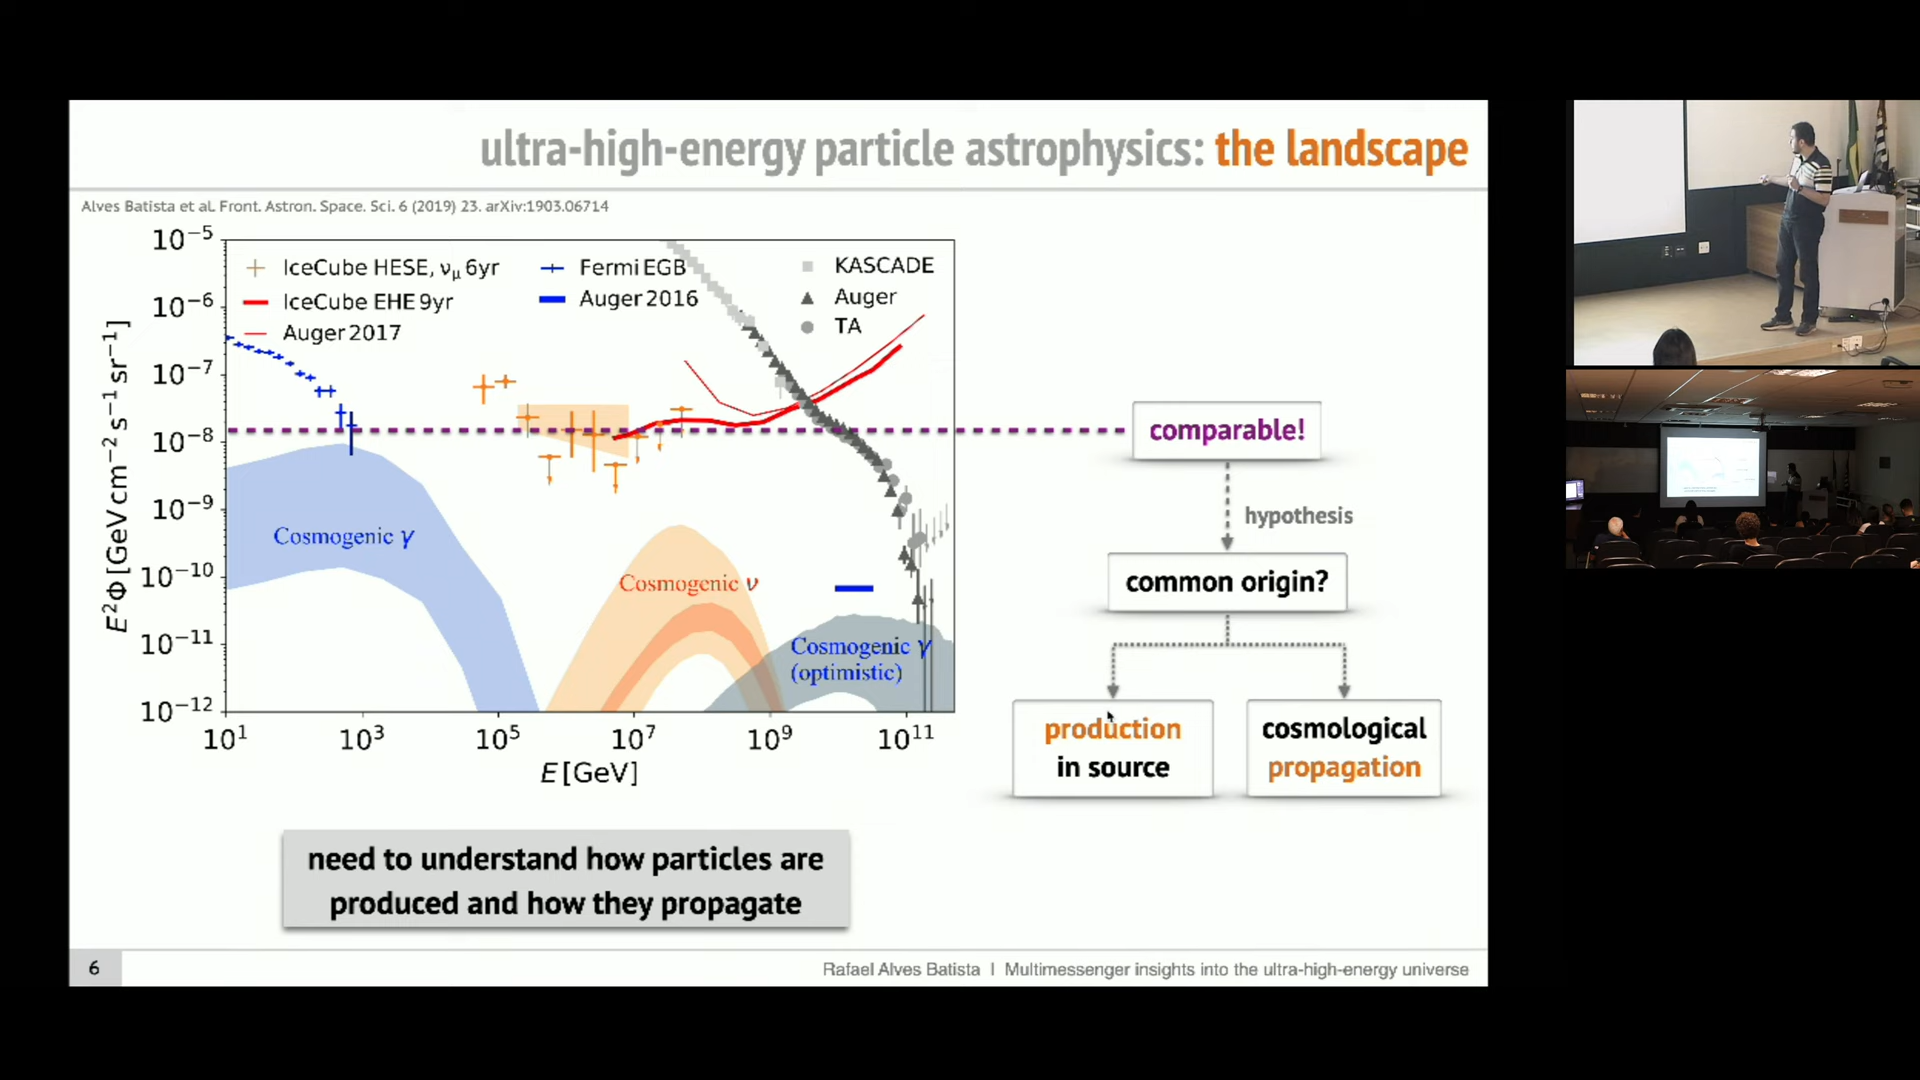 ultra-high-energy particle astrophysics: the landscape
Alves Batista et al. Front. Astron. Space. Sci. 6 (2019) 23. arXiv:1903.06714
IceCube HESE, νμ 6yr
IceCube EHE 9yr
Auger 2017
Fermi EGB
Auger 2016
KASCADE
Auger
TA
10⁻⁵
10⁻⁶
10⁻⁷
10⁻⁸
10⁻⁹
10⁻¹⁰
10⁻¹¹
10⁻¹²
E²Φ [GeV cm⁻² s⁻¹ sr⁻¹]
Cosmogenic γ
Cosmogenic ν
Cosmogenic γ
(optimistic)
10¹ 10³ 10⁵ 10⁷ 10⁹ 10¹¹
E [GeV]
comparable!
hypothesis
common origin?
production
in source
cosmological
propagation
need to understand how particles are
produced and how they propagate
6
Rafael Alves Batista | Multimessenger insights into the ultra-high-energy universe